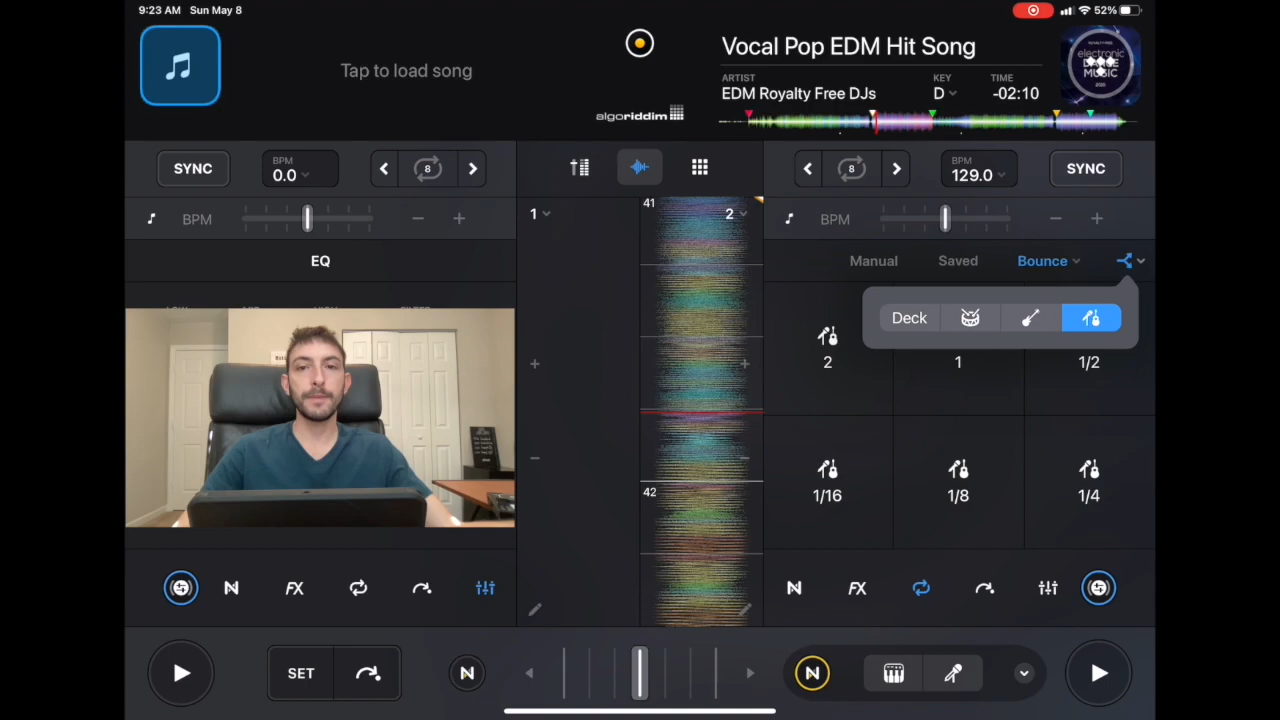 9:23 AM Sun May 8
52%
Tap to load song
algoriddim
Vocal Pop EDM Hit Song
ARTIST
EDM Royalty Free DJs
KEY
D
TIME
-02:10
electronic
DANCE
MUSIC
SYNC
BPM
0.0
8
8
BPM
129.0
SYNC
BPM
BPM
EQ
1
41
2
42
Manual
Saved
Bounce
Deck
2
1
1/2
1/16
1/8
1/4
FX
FX
SET